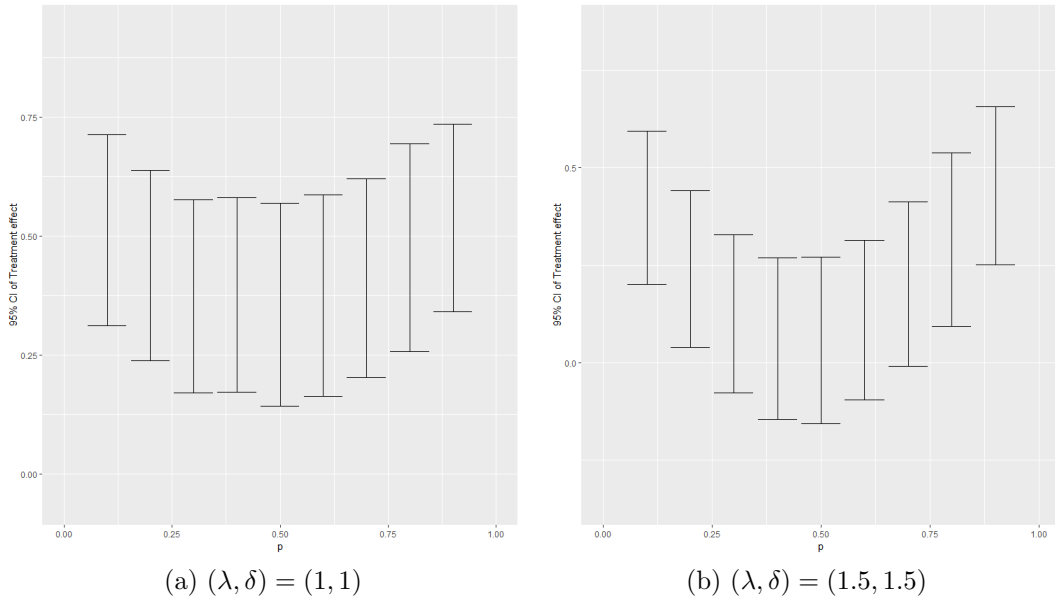 95% CI of Treatment effect
0.75
0.50
0.25
0.00
0.00
0.25
0.50
0.75
1.00
p
(a) (λ, δ) = (1, 1)
95% CI of Treatment effect
0.5
0.0
0.00
0.25
0.50
0.75
1.00
p
(b) (λ, δ) = (1.5, 1.5)